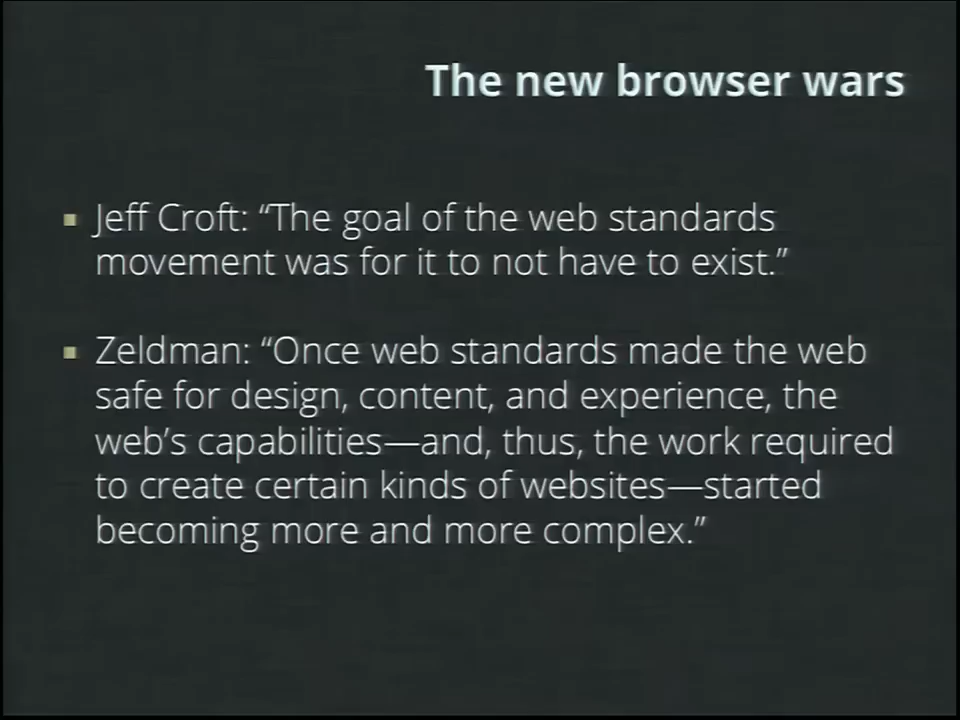 The new browser wars
Jeff Croft: “The goal of the web standards
movement was for it to not have to exist.”
Zeldman: “Once web standards made the web
safe for design, content, and experience, the
web’s capabilities—and, thus, the work required
to create certain kinds of websites—started
becoming more and more complex.”